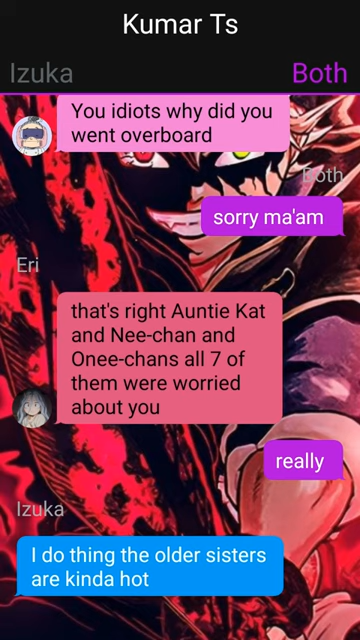 Kumar Ts
Izuka Both
You idiots why did you
went overboard
Both
sorry ma'am
Eri
that's right Auntie Kat
and Nee-chan and
Onee-chans all 7 of
them were worried
about you
really
Izuka
I do thing the older sisters
are kinda hot